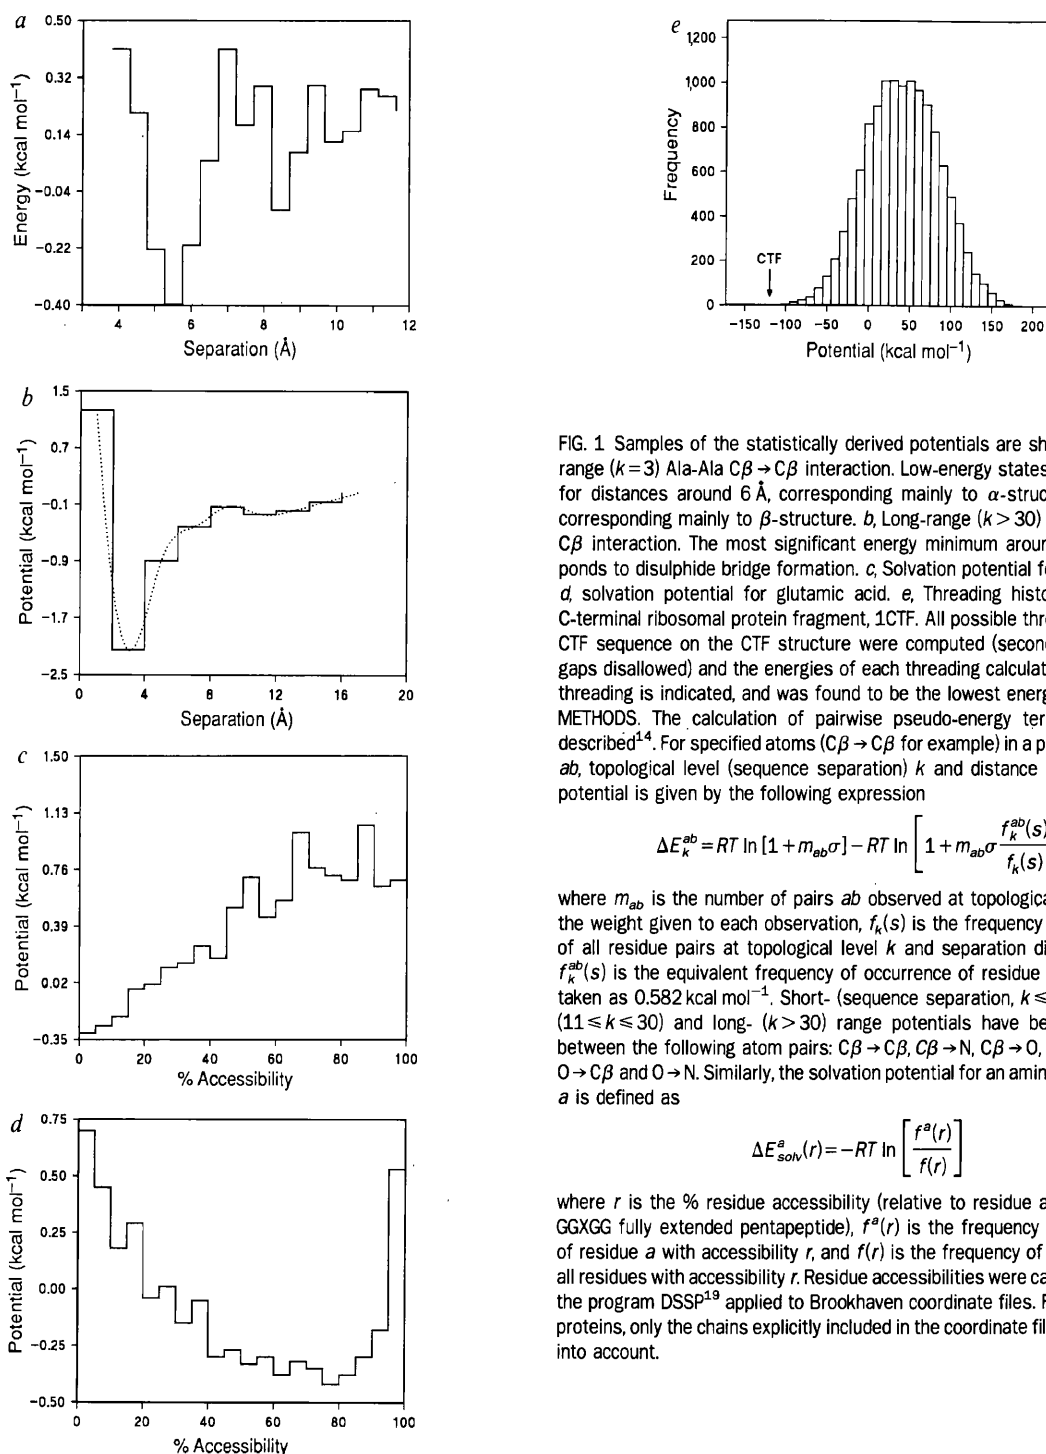 a
Energy (kcal mol⁻¹)
0.50
0.32
0.14
−0.04
−0.22
−0.40
4 6 8 10 12
Separation (Å)
b
Potential (kcal mol⁻¹)
1.5
0.7
−0.1
−0.9
−1.7
−2.5
0 4 8 12 16 20
Separation (Å)
c
Potential (kcal mol⁻¹)
1.50
1.13
0.76
0.39
0.02
−0.35
0 20 40 60 80 100
% Accessibility
d
Potential (kcal mol⁻¹)
0.75
0.50
0.25
0.00
−0.25
−0.50
0 20 40 60 80 100
% Accessibility
e
Frequency
1,200
1,000
800
600
400
200
0
CTF
−150 −100 −50 0 50 100 150 200
Potential (kcal mol⁻¹)
FIG. 1 Samples of the statistically derived potentials are sh
range (k=3) Ala-Ala Cβ→Cβ interaction. Low-energy states
for distances around 6 Å, corresponding mainly to α-struc
corresponding mainly to β-structure. b, Long-range (k>30)
Cβ interaction. The most significant energy minimum aroun
ponds to disulphide bridge formation. c, Solvation potential fo
d, solvation potential for glutamic acid. e, Threading histo
C-terminal ribosomal protein fragment, 1CTF. All possible thre
CTF sequence on the CTF structure were computed (second
gaps disallowed) and the energies of each threading calculat
threading is indicated, and was found to be the lowest energ
METHODS. The calculation of pairwise pseudo-energy ter
described¹⁴. For specified atoms (Cβ→Cβ for example) in a p
ab, topological level (sequence separation) k and distance
potential is given by the following expression
ΔE_k^{ab}=RT ln [1+m_{ab}σ]−RT ln [1+m_{ab}σ f_k^{ab}(s)/f_k(s)
where m_{ab} is the number of pairs ab observed at topologica
the weight given to each observation, f_k(s) is the frequency
of all residue pairs at topological level k and separation di
f_k^{ab}(s) is the equivalent frequency of occurrence of residue
taken as 0.582 kcal mol⁻¹. Short- (sequence separation, k≤
(11≤k≤30) and long- (k>30) range potentials have be
between the following atom pairs: Cβ→Cβ, Cβ→N, Cβ→O,
O→Cβ and O→N. Similarly, the solvation potential for an amin
a is defined as
ΔE_{solv}^a(r)=−RT ln [f^a(r)/f(r)]
where r is the % residue accessibility (relative to residue a
GGXGG fully extended pentapeptide), f^a(r) is the frequency
of residue a with accessibility r, and f(r) is the frequency of
all residues with accessibility r. Residue accessibilities were ca
the program DSSP¹⁹ applied to Brookhaven coordinate files. F
proteins, only the chains explicitly included in the coordinate fil
into account.